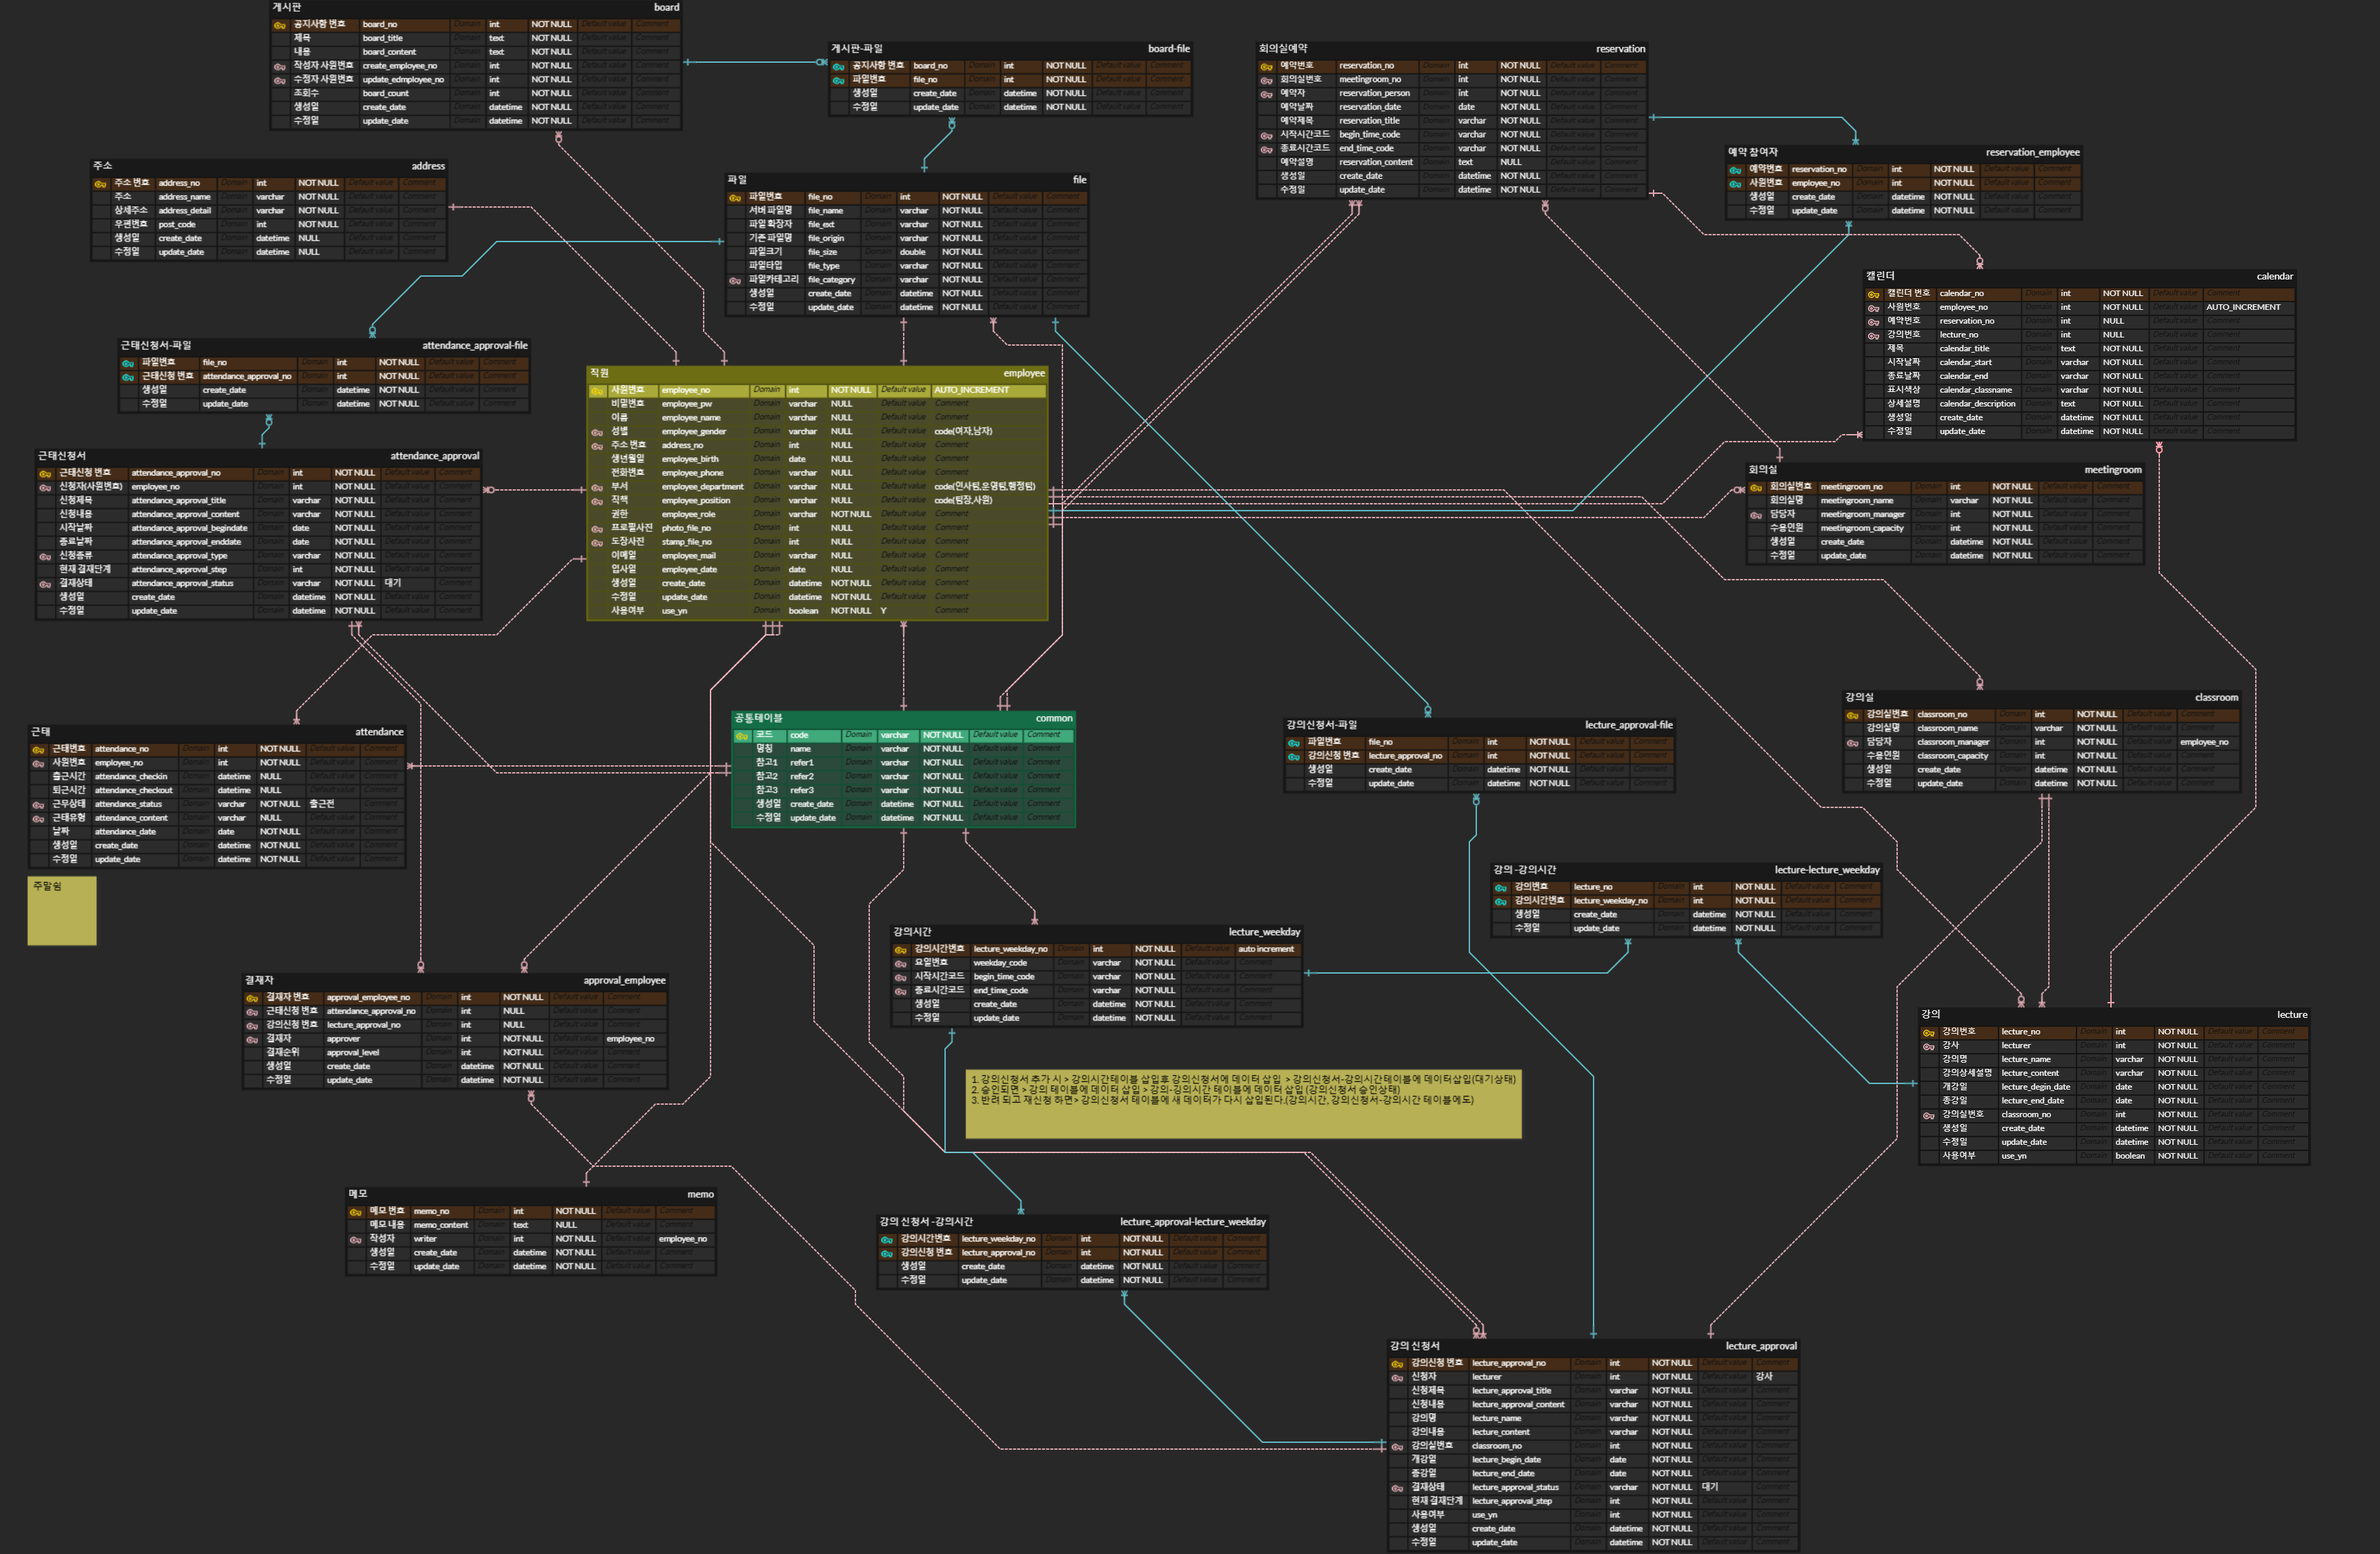 게시판 board
공지사항 번호 board_no Domain int NOT NULL Default value Comment
제목 board_title Domain text NOT NULL Default value Comment
내용 board_content Domain text NOT NULL Default value Comment
작성자 사원번호 create_employee_no Domain int NOT NULL Default value Comment
수정자 사원번호 update_edmployee_no Domain int NOT NULL Default value Comment
조회수 board_count Domain int NOT NULL Default value Comment
생성일 create_date Domain datetime NOT NULL Default value Comment
수정일 update_date Domain datetime NOT NULL Default value Comment
게시판-파일 board-file
공지사항 번호 board_no Domain int NOT NULL Default value Comment
파일번호 file_no Domain int NOT NULL Default value Comment
생성일 create_date Domain datetime NOT NULL Default value Comment
수정일 update_date Domain datetime NOT NULL Default value Comment
회의실예약 reservation
예약번호 reservation_no Domain int NOT NULL Default value Comment
회의실번호 meetingroom_no Domain int NOT NULL Default value Comment
예약자 reservation_person Domain int NOT NULL Default value Comment
예약날짜 reservation_date Domain date NOT NULL Default value Comment
예약제목 reservation_title Domain varchar NOT NULL Default value Comment
시작시간코드 begin_time_code Domain varchar NOT NULL Default value Comment
종료시간코드 end_time_code Domain varchar NOT NULL Default value Comment
예약설명 reservation_content Domain text NULL Default value Comment
생성일 create_date Domain datetime NOT NULL Default value Comment
수정일 update_date Domain datetime NOT NULL Default value Comment
예약 참여자 reservation_employee
예약번호 reservation_no Domain int NOT NULL Default value Comment
사원번호 employee_no Domain int NOT NULL Default value Comment
생성일 create_date Domain datetime NOT NULL Default value Comment
수정일 update_date Domain datetime NOT NULL Default value Comment
주소 address
주소 번호 address_no Domain int NOT NULL Default value Comment
주소 address_name Domain varchar NOT NULL Default value Comment
상세주소 address_detail Domain varchar NOT NULL Default value Comment
우편번호 post_code Domain int NOT NULL Default value Comment
생성일 create_date Domain datetime NULL Default value Comment
수정일 update_date Domain datetime NULL Default value Comment
파일 file
파일번호 file_no Domain int NOT NULL Default value Comment
서버 파일명 file_name Domain varchar NOT NULL Default value Comment
파일 확장자 file_ext Domain varchar NOT NULL Default value Comment
기존 파일명 file_origin Domain varchar NOT NULL Default value Comment
파일크기 file_size Domain double NOT NULL Default value Comment
파일타입 file_type Domain varchar NOT NULL Default value Comment
파일카테고리 file_category Domain varchar NOT NULL Default value Comment
생성일 create_date Domain datetime NOT NULL Default value Comment
수정일 update_date Domain datetime NOT NULL Default value Comment
캘린더 calendar
캘린더 번호 calendar_no Domain int NOT NULL Default value Comment
사원번호 employee_no Domain int NOT NULL Default value AUTO_INCREMENT
예약번호 reservation_no Domain int NULL Default value Comment
강의번호 lecture_no Domain int NULL Default value Comment
제목 calendar_title Domain text NOT NULL Default value Comment
시작날짜 calendar_start Domain varchar NOT NULL Default value Comment
종료날짜 calendar_end Domain varchar NOT NULL Default value Comment
표시색상 calendar_classname Domain varchar NOT NULL Default value Comment
상세설명 calendar_description Domain text NOT NULL Default value Comment
생성일 create_date Domain datetime NOT NULL Default value Comment
수정일 update_date Domain datetime NOT NULL Default value Comment
근태신청서-파일 attendance_approval-file
파일번호 file_no Domain int NOT NULL Default value Comment
근태신청 번호 attendance_approval_no Domain int NOT NULL Default value Comment
생성일 create_date Domain datetime NOT NULL Default value Comment
수정일 update_date Domain datetime NOT NULL Default value Comment
직원 employee
사원번호 employee_no Domain int NOT NULL Default value AUTO_INCREMENT
비밀번호 employee_pw Domain varchar NULL Default value Comment
이름 employee_name Domain varchar NULL Default value Comment
성별 employee_gender Domain varchar NULL Default value code(여자,남자)
주소 번호 address_no Domain int NULL Default value Comment
생년월일 employee_birth Domain date NULL Default value Comment
전화번호 employee_phone Domain varchar NULL Default value Comment
부서 employee_department Domain varchar NULL Default value code(인사팀,운영팀,행정팀)
직책 employee_position Domain varchar NULL Default value code(팀장,사원)
권한 employee_role Domain varchar NOT NULL Default value Comment
프로필사진 photo_file_no Domain int NULL Default value Comment
도장사진 stamp_file_no Domain int NULL Default value Comment
이메일 employee_mail Domain varchar NULL Default value Comment
입사일 employee_date Domain date NULL Default value Comment
생성일 create_date Domain datetime NOT NULL Default value Comment
수정일 update_date Domain datetime NOT NULL Default value Comment
사용여부 use_yn Domain boolean NOT NULL Y Comment
근태신청서 attendance_approval
근태신청 번호 attendance_approval_no Domain int NOT NULL Default value Comment
신청자(사원번호) employee_no Domain int NOT NULL Default value Comment
신청제목 attendance_approval_title Domain varchar NOT NULL Default value Comment
신청내용 attendance_approval_content Domain varchar NOT NULL Default value Comment
시작날짜 attendance_approval_begindate Domain date NOT NULL Default value Comment
종료날짜 attendance_approval_enddate Domain date NOT NULL Default value Comment
신청종류 attendance_approval_type Domain varchar NOT NULL Default value Comment
현재 결재단계 attendance_approval_step Domain int NOT NULL Default value Comment
결재상태 attendance_approval_status Domain varchar NOT NULL 대기 Comment
생성일 create_date Domain datetime NOT NULL Default value Comment
수정일 update_date Domain datetime NOT NULL Default value Comment
회의실 meetingroom
회의실번호 meetingroom_no Domain int NOT NULL Default value Comment
회의실명 meetingroom_name Domain varchar NOT NULL Default value Comment
담당자 meetingroom_manager Domain int NOT NULL Default value Comment
수용인원 meetingroom_capacity Domain int NOT NULL Default value Comment
생성일 create_date Domain datetime NOT NULL Default value Comment
수정일 update_date Domain datetime NOT NULL Default value Comment
근태 attendance
근태번호 attendance_no Domain int NOT NULL Default value Comment
사원번호 employee_no Domain int NOT NULL Default value Comment
출근시간 attendance_checkin Domain datetime NULL Default value Comment
퇴근시간 attendance_checkout Domain datetime NULL Default value Comment
근무상태 attendance_status Domain varchar NOT NULL 출근전 Comment
근태유형 attendance_content Domain varchar NULL Default value Comment
날짜 attendance_date Domain date NOT NULL Default value Comment
생성일 create_date Domain datetime NOT NULL Default value Comment
수정일 update_date Domain datetime NOT NULL Default value Comment
주말쉼
공통테이블 common
코드 code Domain varchar NOT NULL Default value Comment
명칭 name Domain varchar NOT NULL Default value Comment
참고1 refer1 Domain varchar NOT NULL Default value Comment
참고2 refer2 Domain varchar NOT NULL Default value Comment
참고3 refer3 Domain varchar NOT NULL Default value Comment
생성일 create_date Domain datetime NOT NULL Default value Comment
수정일 update_date Domain datetime NOT NULL Default value Comment
강의신청서-파일 lecture_approval-file
파일번호 file_no Domain int NOT NULL Default value Comment
강의신청 번호 lecture_approval_no Domain int NOT NULL Default value Comment
생성일 create_date Domain datetime NOT NULL Default value Comment
수정일 update_date Domain datetime NOT NULL Default value Comment
강의실 classroom
강의실번호 classroom_no Domain int NOT NULL Default value Comment
강의실명 classroom_name Domain varchar NOT NULL Default value Comment
담당자 classroom_manager Domain int NOT NULL Default value employee_no
수용인원 classroom_capacity Domain int NOT NULL Default value Comment
생성일 create_date Domain datetime NOT NULL Default value Comment
수정일 update_date Domain datetime NOT NULL Default value Comment
강의-강의시간 lecture-lecture_weekday
강의번호 lecture_no Domain int NOT NULL Default value Comment
강의시간번호 lecture_weekday_no Domain int NOT NULL Default value Comment
생성일 create_date Domain datetime NOT NULL Default value Comment
수정일 update_date Domain datetime NOT NULL Default value Comment
강의시간 lecture_weekday
강의시간번호 lecture_weekday_no Domain int NOT NULL Default value auto increment
요일번호 weekday_code Domain varchar NOT NULL Default value Comment
시작시간코드 begin_time_code Domain varchar NOT NULL Default value Comment
종료시간코드 end_time_code Domain varchar NOT NULL Default value Comment
생성일 create_date Domain datetime NOT NULL Default value Comment
수정일 update_date Domain datetime NOT NULL Default value Comment
결재자 approval_employee
결재자 번호 approval_employee_no Domain int NOT NULL Default value Comment
근태신청 번호 attendance_approval_no Domain int NULL Default value Comment
강의신청 번호 lecture_approval_no Domain int NULL Default value Comment
결재자 approver Domain int NOT NULL Default value employee_no
결재순위 approval_level Domain int NOT NULL Default value Comment
생성일 create_date Domain datetime NOT NULL Default value Comment
수정일 update_date Domain datetime NOT NULL Default value Comment
강의 lecture
강의번호 lecture_no Domain int NOT NULL Default value Comment
강사 lecturer Domain int NOT NULL Default value Comment
강의명 lecture_name Domain varchar NOT NULL Default value Comment
강의상세설명 lecture_content Domain varchar NOT NULL Default value Comment
개강일 lecture_degin_date Domain date NOT NULL Default value Comment
종강일 lecture_end_date Domain date NOT NULL Default value Comment
강의실번호 classroom_no Domain int NOT NULL Default value Comment
생성일 create_date Domain datetime NOT NULL Default value Comment
수정일 update_date Domain datetime NOT NULL Default value Comment
사용여부 use_yn Domain boolean NOT NULL Default value Comment
1. 강의신청서 추가 시 > 강의시간테이블 삽입후 강의신청서에 데이터 삽입 > 강의신청서-강의시간테이블에 데이터삽입(대기상태)
2. 승인되면 > 강의 테이블에 데이터 삽입 > 강의-강의시간 테이블에 데이터 삽입 (강의신청서 승인상태)
3. 반려 되고 재신청 하면> 강의신청서 테이블에 새 데이터가 다시 삽입된다.(강의시간, 강의신청서-강의시간 테이블에도)
메모 memo
메모 번호 memo_no Domain int NOT NULL Default value Comment
메모 내용 memo_content Domain text NULL Default value Comment
작성자 writer Domain int NOT NULL Default value employee_no
생성일 create_date Domain datetime NOT NULL Default value Comment
수정일 update_date Domain datetime NOT NULL Default value Comment
강의 신청서 -강의시간 lecture_approval-lecture_weekday
강의시간번호 lecture_weekday_no Domain int NOT NULL Default value Comment
강의신청 번호 lecture_approval_no Domain int NOT NULL Default value Comment
생성일 create_date Domain datetime NOT NULL Default value Comment
수정일 update_date Domain datetime NOT NULL Default value Comment
강의 신청서 lecture_approval
강의신청 번호 lecture_approval_no Domain int NOT NULL Default value Comment
신청자 lecturer Domain int NOT NULL Default value 강사
신청제목 lecture_approval_title Domain varchar NOT NULL Default value Comment
신청내용 lecture_approval_content Domain varchar NOT NULL Default value Comment
강의명 lecture_name Domain varchar NOT NULL Default value Comment
강의내용 lecture_content Domain varchar NOT NULL Default value Comment
강의실번호 classroom_no Domain int NOT NULL Default value Comment
개강일 lecture_begin_date Domain date NOT NULL Default value Comment
종강일 lecture_end_date Domain date NOT NULL Default value Comment
결재상태 lecture_approval_status Domain varchar NOT NULL 대기 Comment
현재 결재단계 lecture_approval_step Domain int NOT NULL Default value Comment
사용여부 use_yn Domain int NOT NULL Default value Comment
생성일 create_date Domain datetime NOT NULL Default value Comment
수정일 update_date Domain datetime NOT NULL Default value Comment